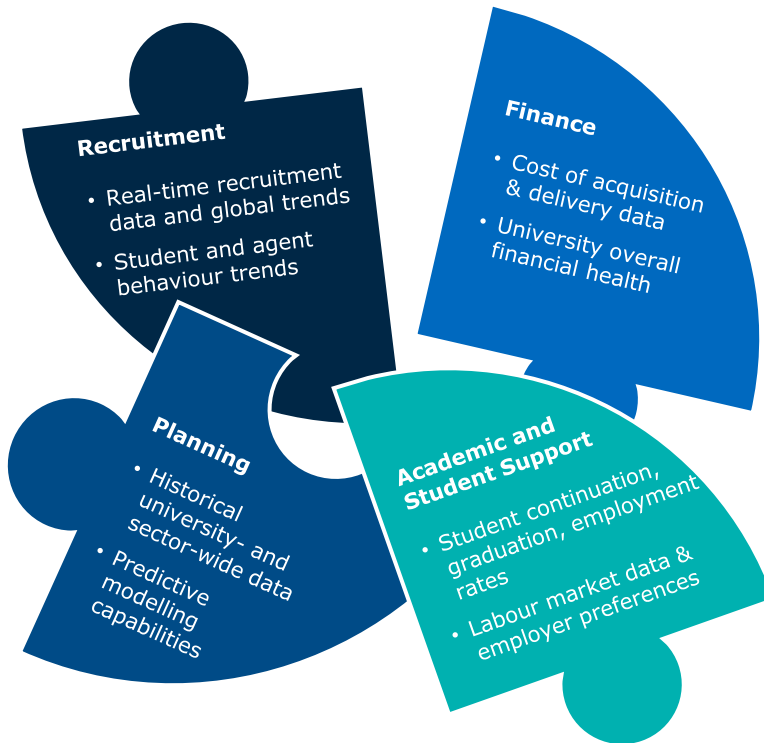 Recruitment
• Real-time recruitment
data and global trends
• Student and agent
behaviour trends
Finance
• Cost of acquisition
& delivery data
• University overall
financial health
Planning
• Historical
university- and
sector-wide data
• Predictive
modelling
capabilities
Academic and
Student Support
• Student continuation,
graduation, employment
rates
• Labour market data &
employer preferences